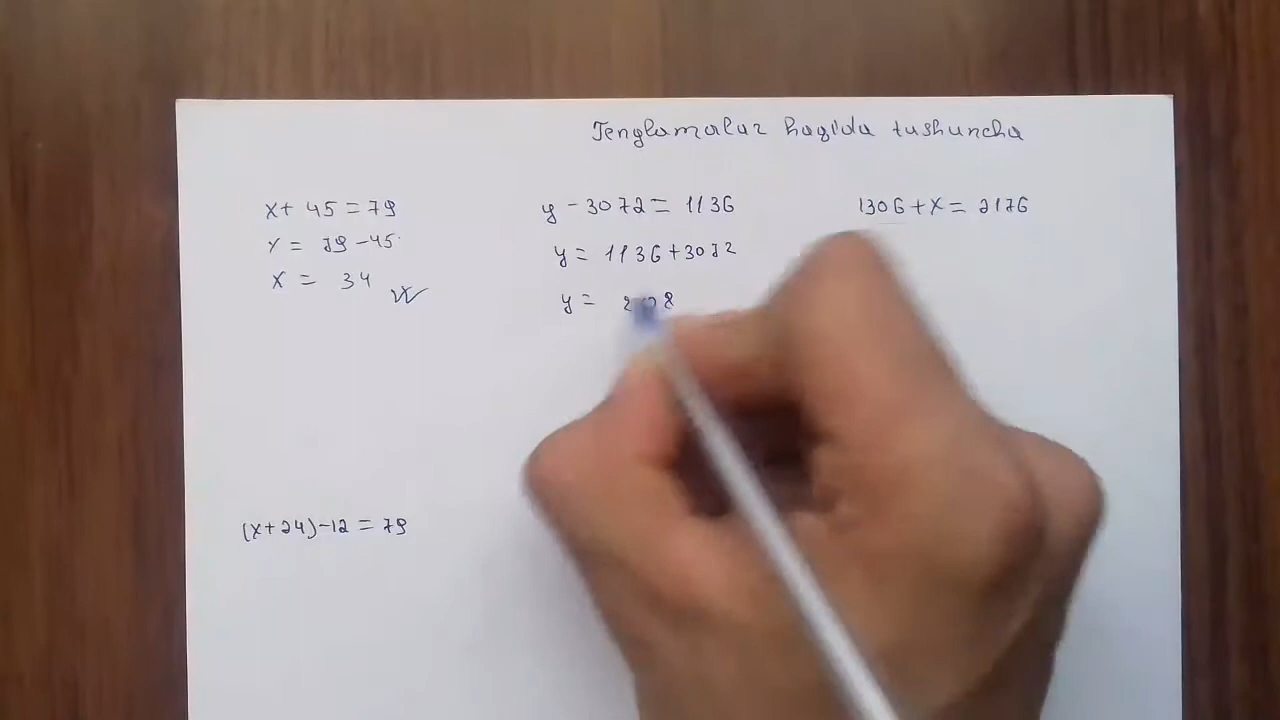 Tenglamalar haqida tushuncha
x + 45 = 79
x = 79 - 45
x = 34
y - 3072 = 1136
y = 1136 + 3072
y =
1306 + x = 2176
(x + 24) - 12 = 79